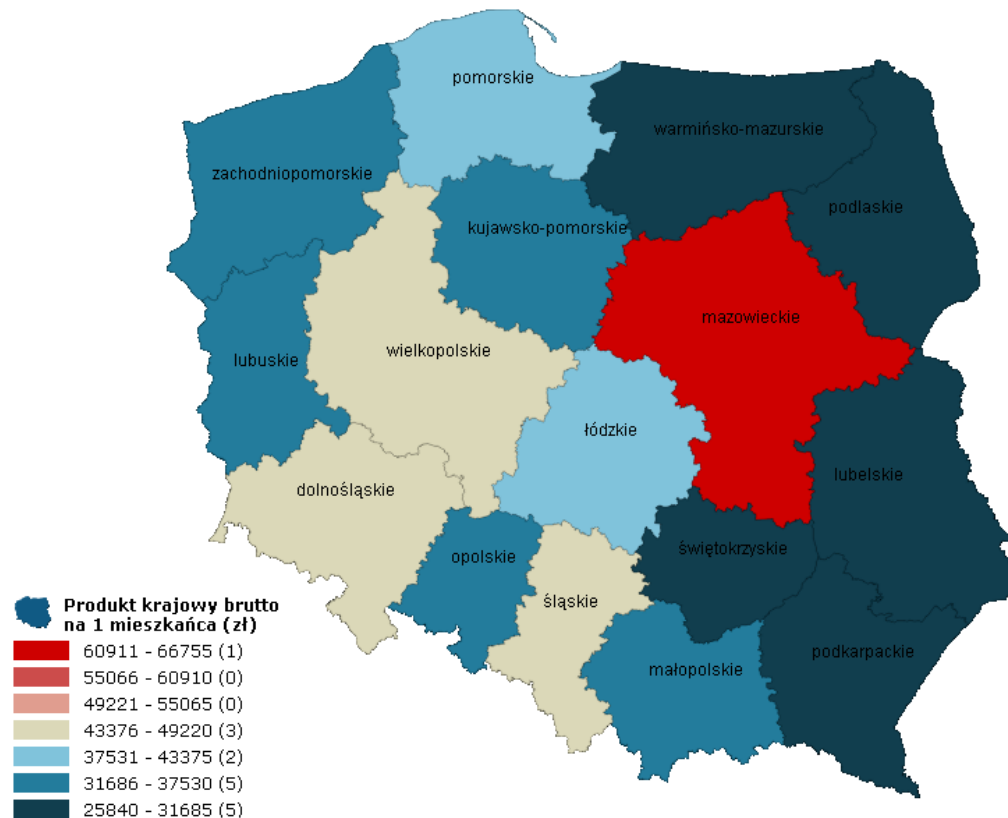 pomorskie
warmińsko-mazurskie
zachodniopomorskie
podlaskie
kujawsko-pomorskie
mazowieckie
wielkopolskie
lubuskie
łódzkie
lubelskie
dolnośląskie
opolskie
świętokrzyskie
śląskie
podkarpackie
małopolskie
Produkt krajowy brutto
na 1 mieszkańca (zł)
60911 - 66755 (1)
55066 - 60910 (0)
49221 - 55065 (0)
43376 - 49220 (3)
37531 - 43375 (2)
31686 - 37530 (5)
25840 - 31685 (5)